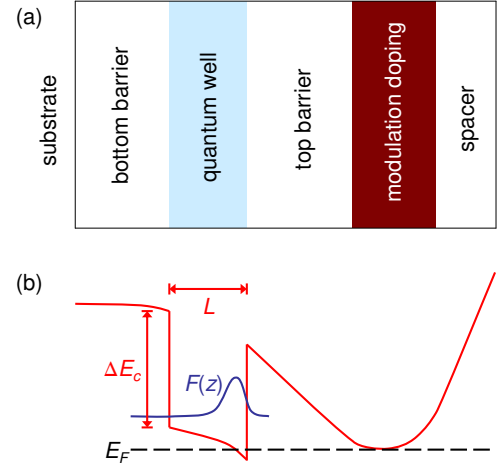 (a)
substrate
bottom barrier
quantum well
top barrier
modulation doping
spacer
(b)
L
ΔE_c
F(z)
E_F